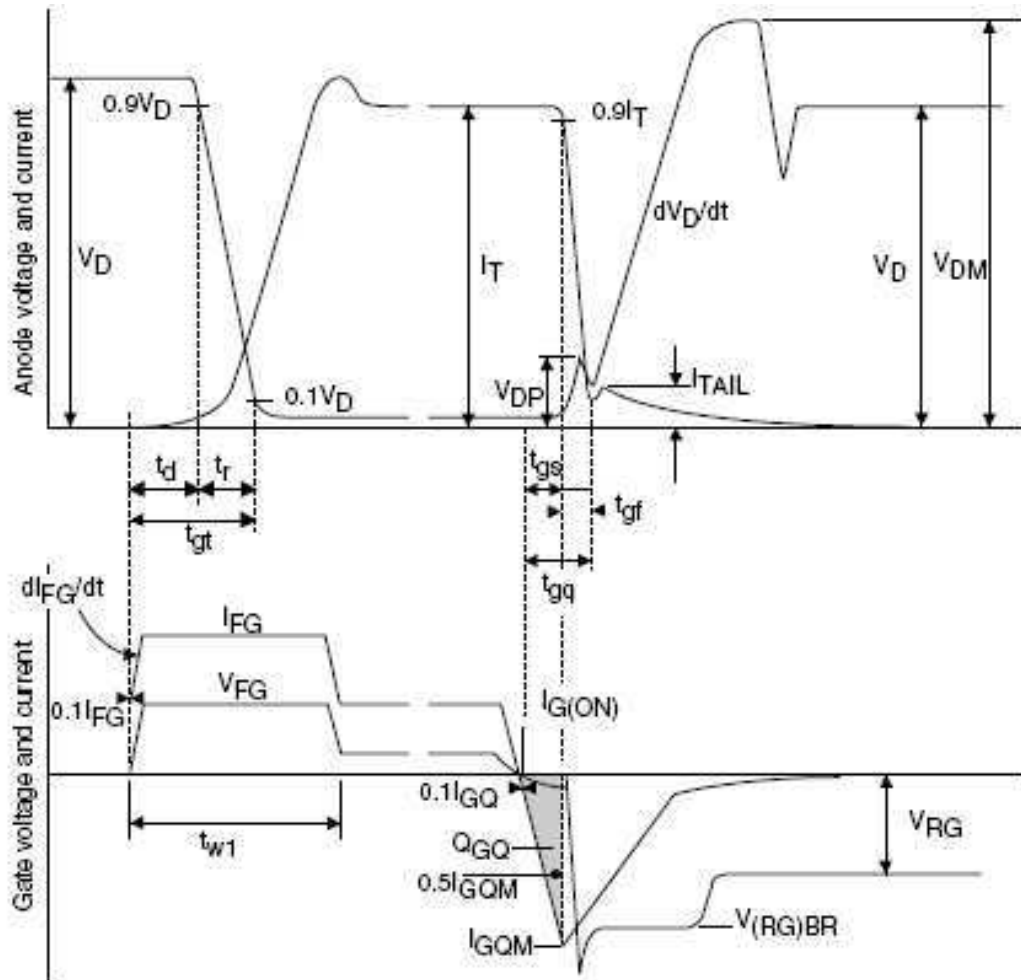 Anode voltage and current
0.9VD
VD
0.1VD
IT
0.9IT
dVD/dt
VD
VDM
VDP
ITAIL
td
tr
tgt
tgs
tgf
tgq
Gate voltage and current
dIFG/dt
IFG
VFG
0.1IFG
IG(ON)
0.1IGQ
tw1
QGQ
0.5IGQM
IGQM
VRG
V(RG)BR